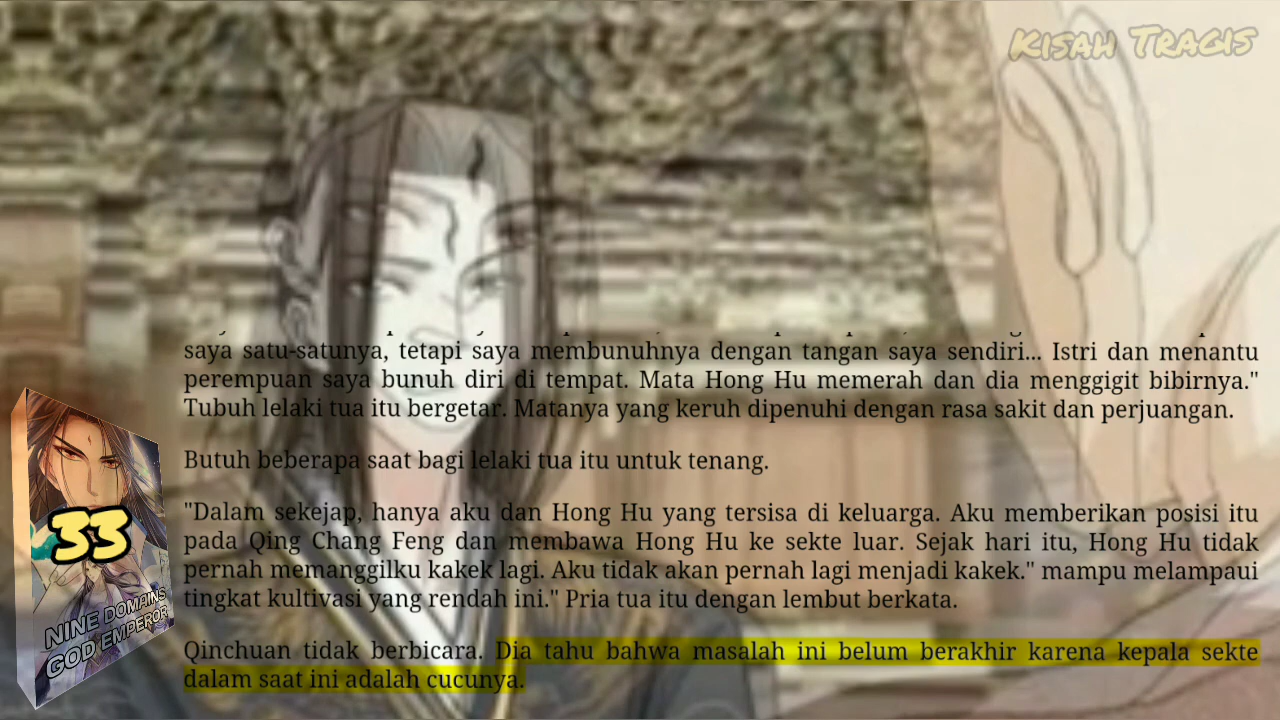 Kisah Tragis
saya satu-satunya, tetapi saya membunuhnya dengan tangan saya sendiri... Istri dan menantu
perempuan saya bunuh diri di tempat. Mata Hong Hu memerah dan dia menggigit bibirnya."
Tubuh lelaki tua itu bergetar. Matanya yang keruh dipenuhi dengan rasa sakit dan perjuangan.
Butuh beberapa saat bagi lelaki tua itu untuk tenang.
"Dalam sekejap, hanya aku dan Hong Hu yang tersisa di keluarga. Aku memberikan posisi itu
pada Qing Chang Feng dan membawa Hong Hu ke sekte luar. Sejak hari itu, Hong Hu tidak
pernah memanggilku kakek lagi. Aku tidak akan pernah lagi menjadi kakek." mampu melampaui
tingkat kultivasi yang rendah ini." Pria tua itu dengan lembut berkata.
Qinchuan tidak berbicara. Dia tahu bahwa masalah ini belum berakhir karena kepala sekte
dalam saat ini adalah cucunya.
33
NINE DOMAINS
GOD EMPEROR